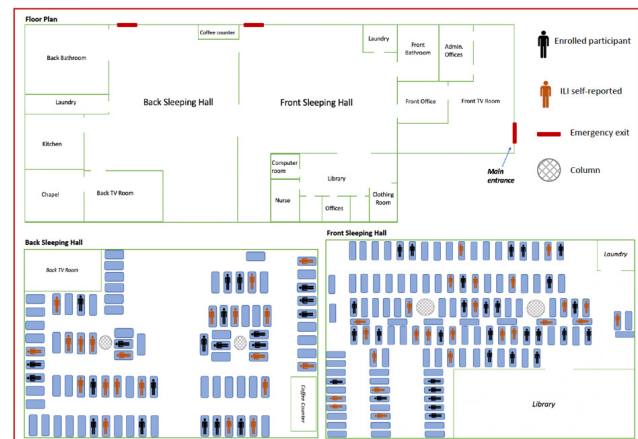 Floor Plan
Coffee counter
Laundry
Front
Bathroom
Admin.
Offices
Back
Bathroom
Back Sleeping Hall
Front Sleeping Hall
Laundry
Front Office
Front TV Room
Kitchen
Computer
room
Library
Main
entrance
Chapel
Back TV Room
Nurse
Offices
Clothing
Room
Enrolled participant
ILI self-reported
Emergency exit
Column
Back Sleeping Hall
Back TV Room
Coffee Counter
Front Sleeping Hall
Laundry
Library